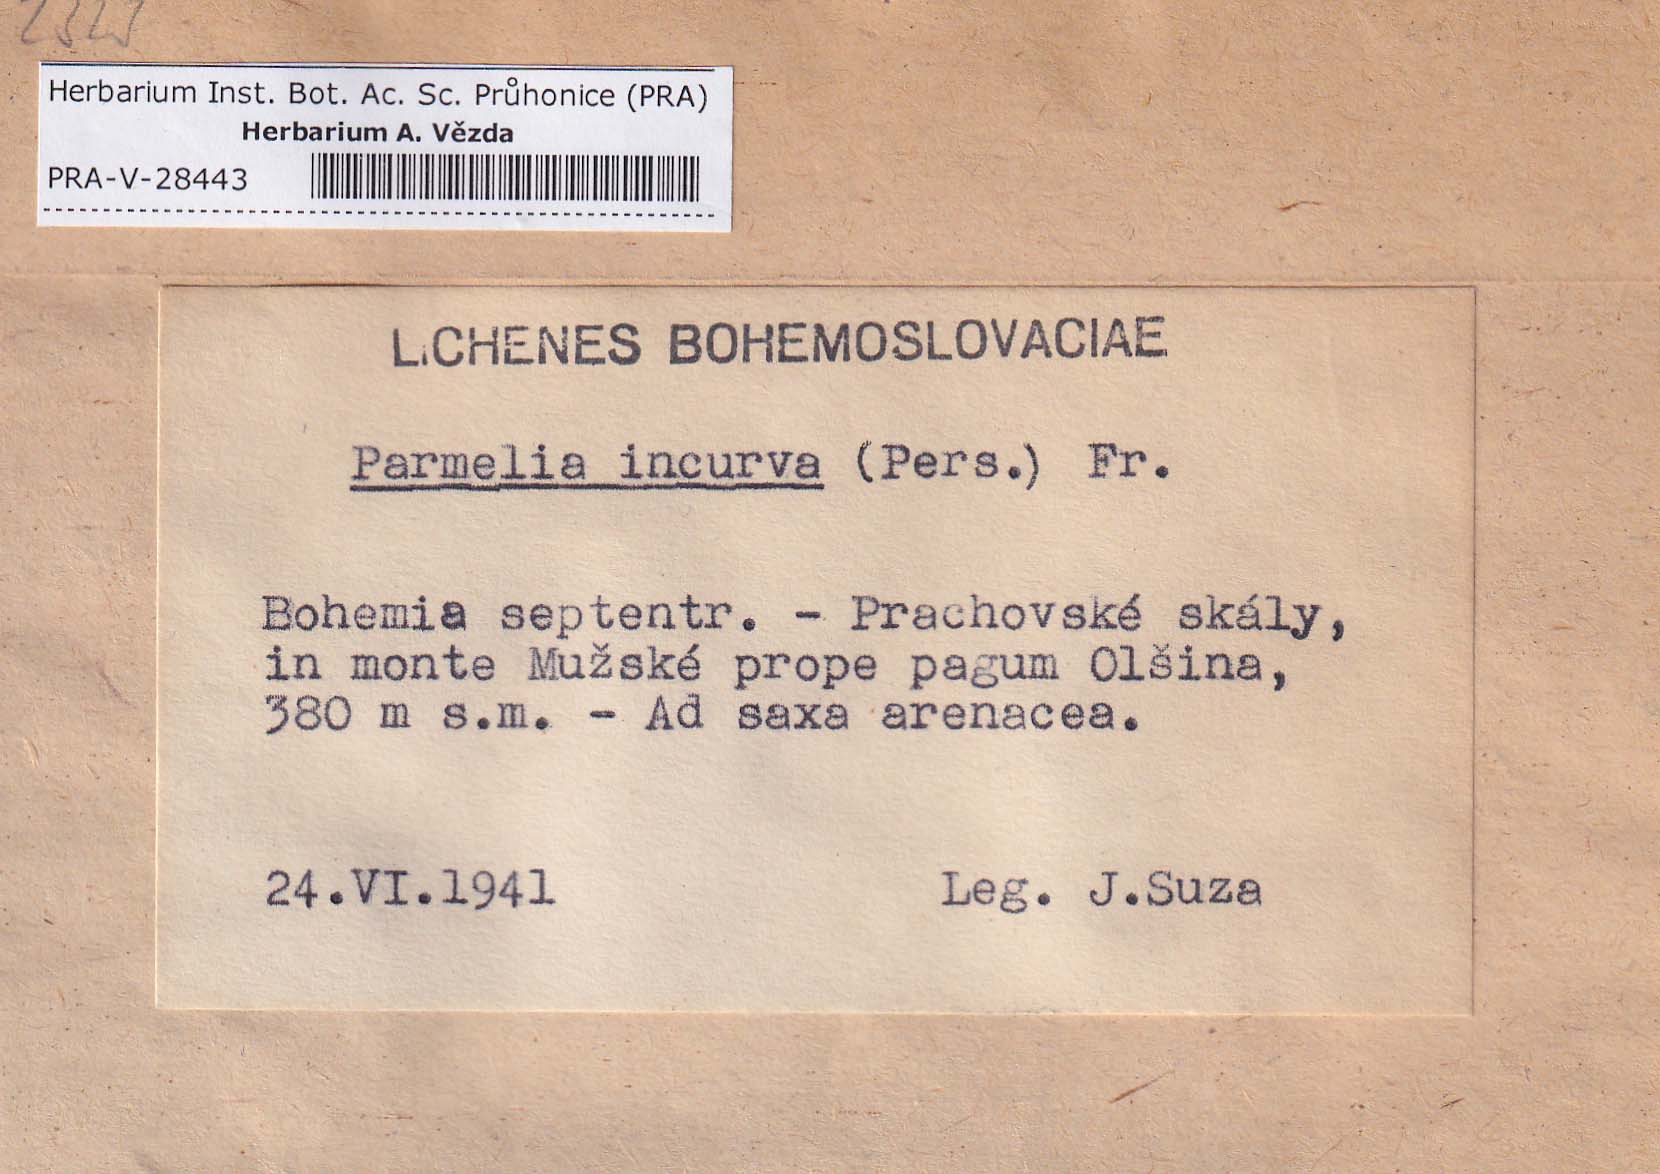 Herbarium Inst. Bot. Ac. Sc. Průhonice (PRA)
Herbarium A. Vězda
PRA-V-28443
LICHENES BOHEMOSLOVACIAE
Parmelia incurva (Pers.) Fr.
Bohemia septentr. - Prachovské skály,
in monte Mužské prope pagum Olšina,
380 m s.m. - Ad saxa arenacea.
24.VI.1941 Leg. J.Suza